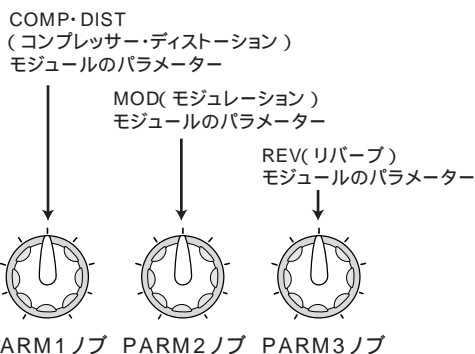 COMP・DIST
(コンプレッサー・ディストーション)
モジュールのパラメーター
MOD(モジュレーション)
モジュールのパラメーター
REV(リバーブ)
モジュールのパラメーター
ARM1ノブ PARM2ノブ PARM3ノブ